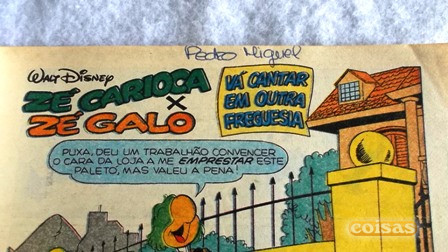 Pedro Miguel
WALT DISNEY
ZÉ CARIOCA
X
ZÉ GALO
VÁ CANTAR
EM OUTRA
FREGUESIA
PUXA, DEU UM TRABALHÃO CONVENCER
O CARA DA LOJA A ME EMPRESTAR ESTE
PALETÓ, MAS VALEU A PENA!
COISAS